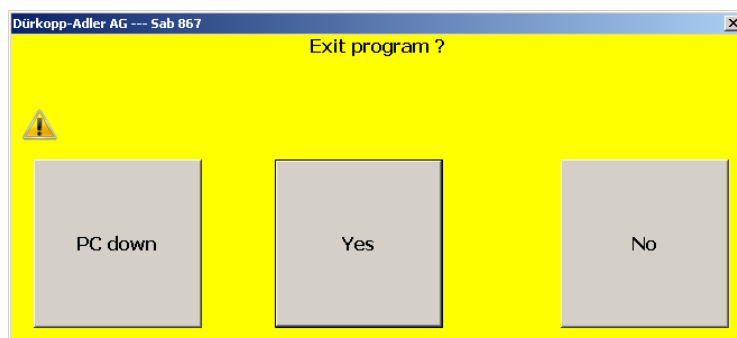 Dürkopp-Adler AG --- Sab 867
Exit program ?
PC down
Yes
No